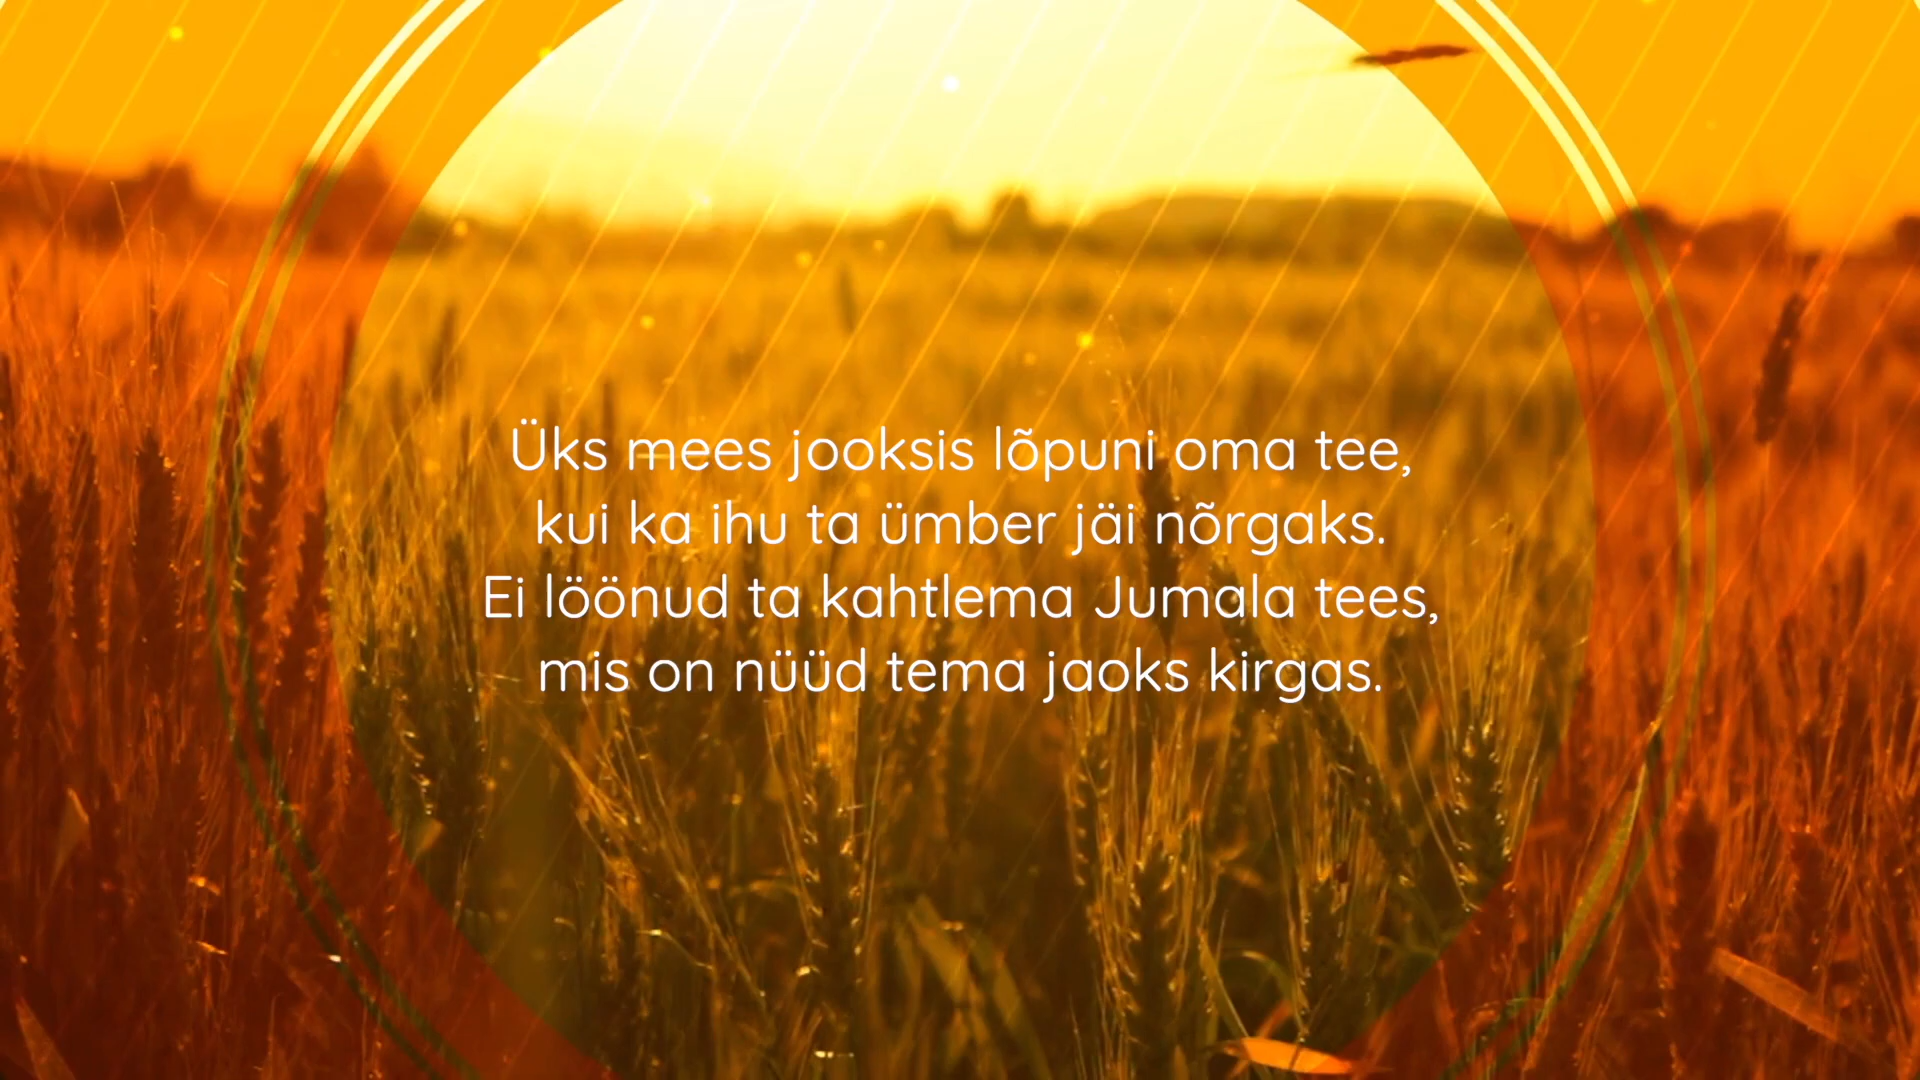 Üks mees jooksis lõpuni oma tee,
kui ka ihu ta ümber jäi nõrgaks.
Ei löönud ta kahtlema Jumala tees,
mis on nüüd tema jaoks kirgas.